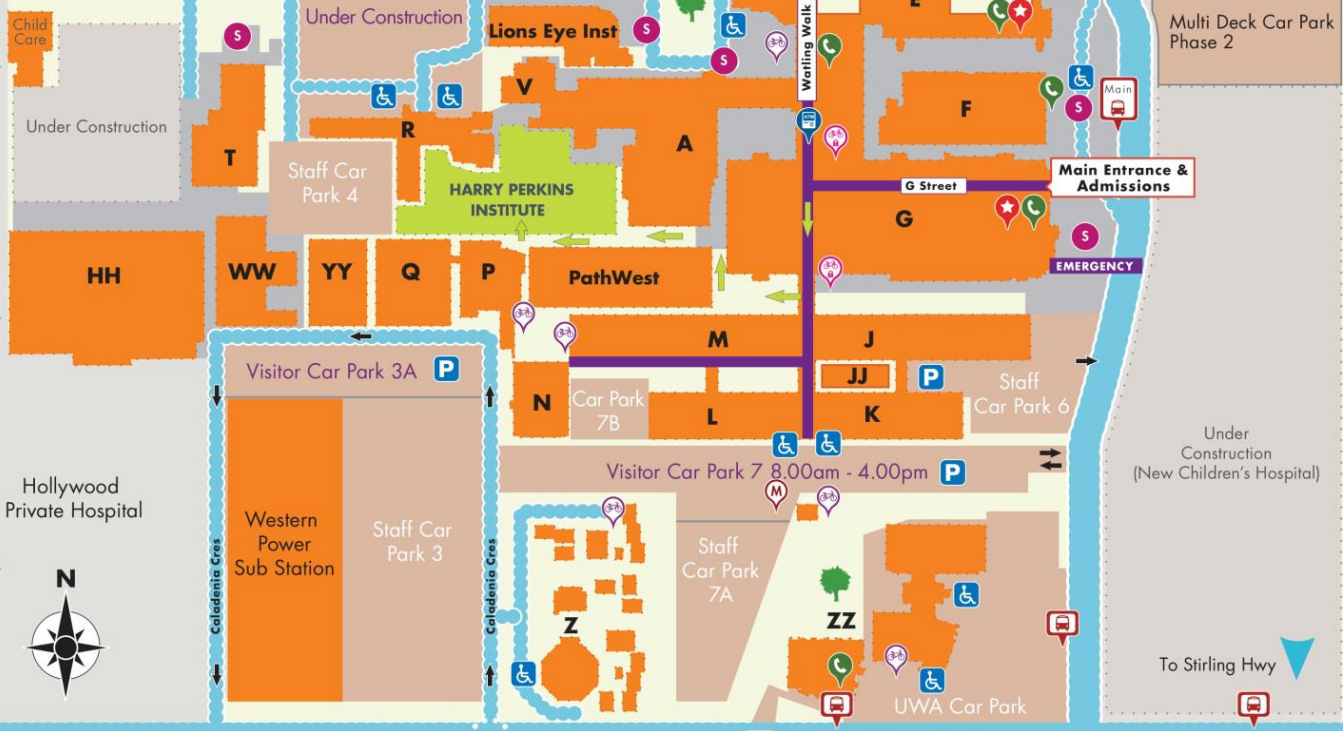 Child
Care
Under Construction
S
Lions Eye Inst
S
S
Watling Walk
E
Multi Deck Car Park
Phase 2
Under Construction
T
R
V
A
ATM
F
S
Main
Staff Car
Park 4
HARRY PERKINS
INSTITUTE
G Street
Main Entrance &
Admissions
G
S
EMERGENCY
HH
WW
YY
Q
P
PathWest
M
J
Visitor Car Park 3A
P
N
Car Park
7B
L
JJ
P
K
Staff
Car Park 6
Visitor Car Park 7 8.00am - 4.00pm
P
M
Under
Construction
(New Children's Hospital)
Hollywood
Private Hospital
Western
Power
Sub Station
Staff Car
Park 3
Caladenia Cres
Caladenia Cres
Staff
Car Park
7A
N
Z
ZZ
To Stirling Hwy
UWA Car Park